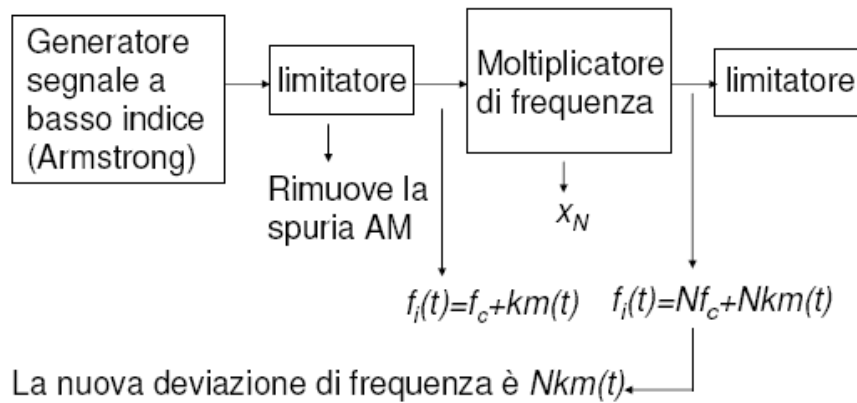 Generatore
segnale a
basso indice
(Armstrong)
limitatore
Moltiplicatore
di frequenza
limitatore
Rimuove la
spuria AM
x_N
f_i(t)=f_c+km(t)
f_i(t)=Nf_c+Nkm(t)
La nuova deviazione di frequenza è Nkm(t)